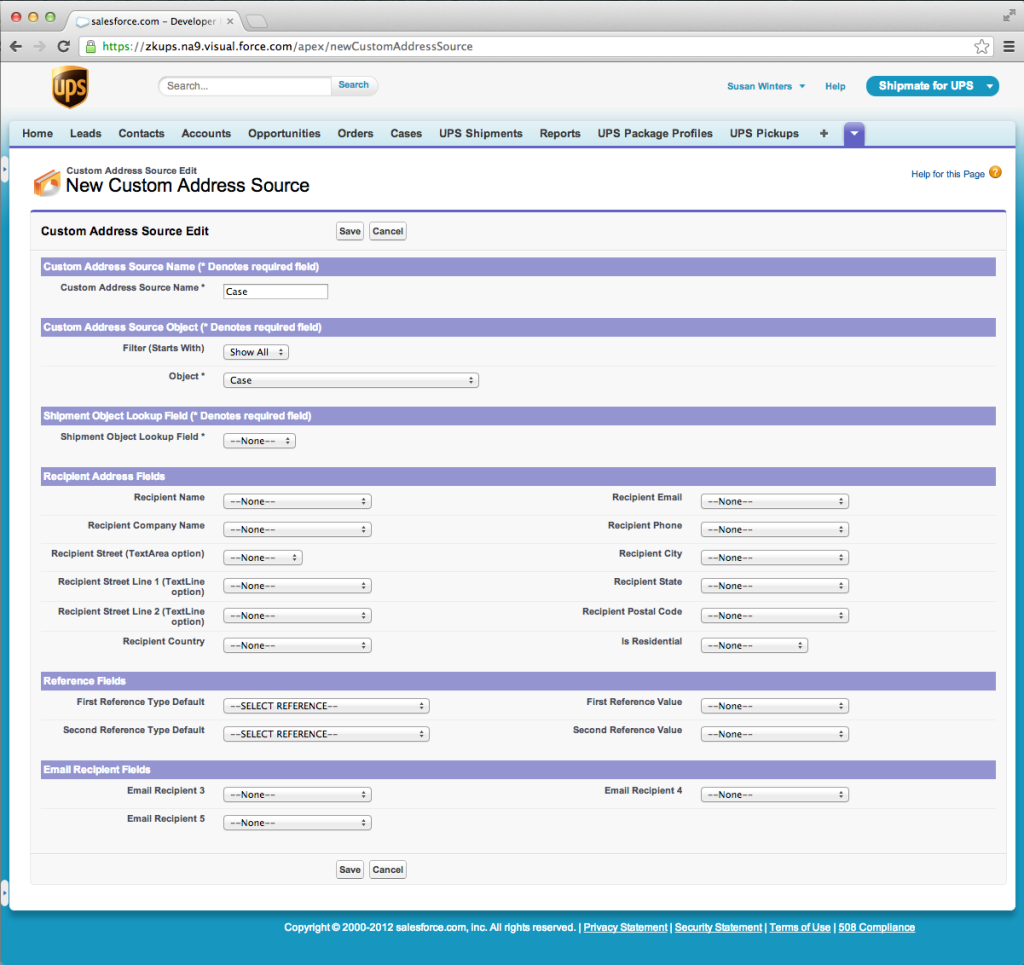 salesforce.com – Developer
https://zkups.na9.visual.force.com/apex/newCustomAddressSource
ups
Search...
Search
Susan Winters
Help
Shipmate for UPS
Home Leads Contacts Accounts Opportunities Orders Cases UPS Shipments Reports UPS Package Profiles UPS Pickups +
Custom Address Source Edit
New Custom Address Source
Help for this Page ?
Custom Address Source Edit Save Cancel
Custom Address Source Name (* Denotes required field)
Custom Address Source Name * Case
Custom Address Source Object (* Denotes required field)
Filter (Starts With) Show All
Object * Case
Shipment Object Lookup Field (* Denotes required field)
Shipment Object Lookup Field * --None--
Recipient Address Fields
Recipient Name --None-- Recipient Email --None--
Recipient Company Name --None-- Recipient Phone --None--
Recipient Street (TextArea option) --None-- Recipient City --None--
Recipient Street Line 1 (TextLine option) --None-- Recipient State --None--
Recipient Street Line 2 (TextLine option) --None-- Recipient Postal Code --None--
Recipient Country --None-- Is Residential --None--
Reference Fields
First Reference Type Default --SELECT REFERENCE-- First Reference Value --None--
Second Reference Type Default --SELECT REFERENCE-- Second Reference Value --None--
Email Recipient Fields
Email Recipient 3 --None-- Email Recipient 4 --None--
Email Recipient 5 --None--
Save Cancel
Copyright © 2000-2012 salesforce.com, inc. All rights reserved. | Privacy Statement | Security Statement | Terms of Use | 508 Compliance